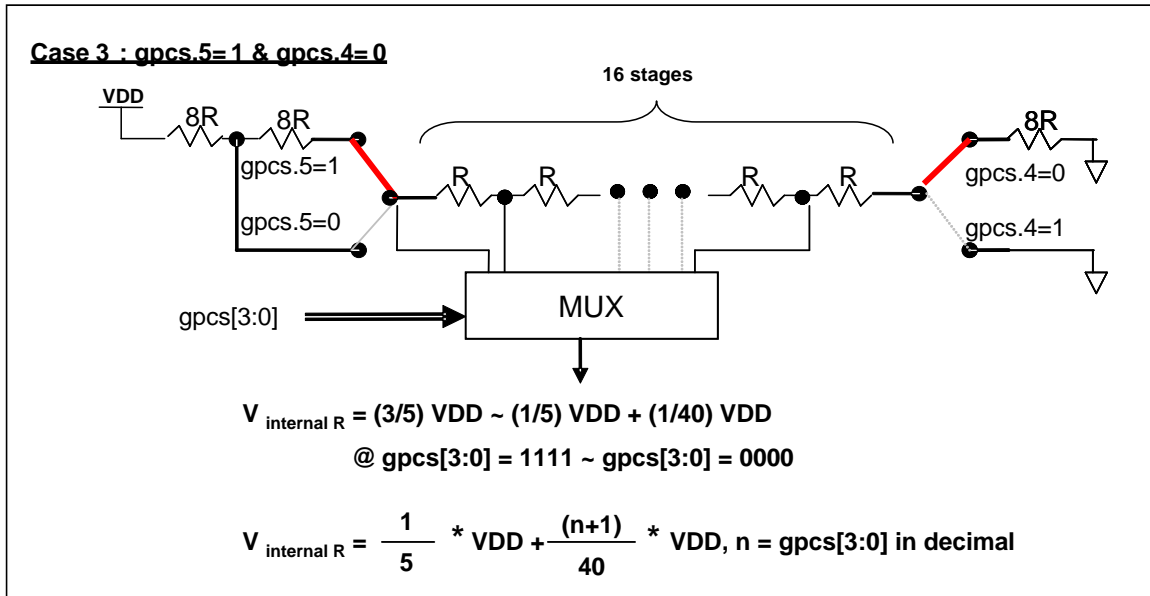 Case 3 : gpcs.5= 1 & gpcs.4= 0
16 stages
VDD
8R
8R
8R
gpcs.5=1
gpcs.4=0
R
R
R
R
gpcs.5=0
gpcs.4=1
MUX
gpcs[3:0]
V internal R = (3/5) VDD ~ (1/5) VDD + (1/40) VDD
@ gpcs[3:0] = 1111 ~ gpcs[3:0] = 0000
V internal R = 1/5 * VDD + (n+1)/40 * VDD, n = gpcs[3:0] in decimal